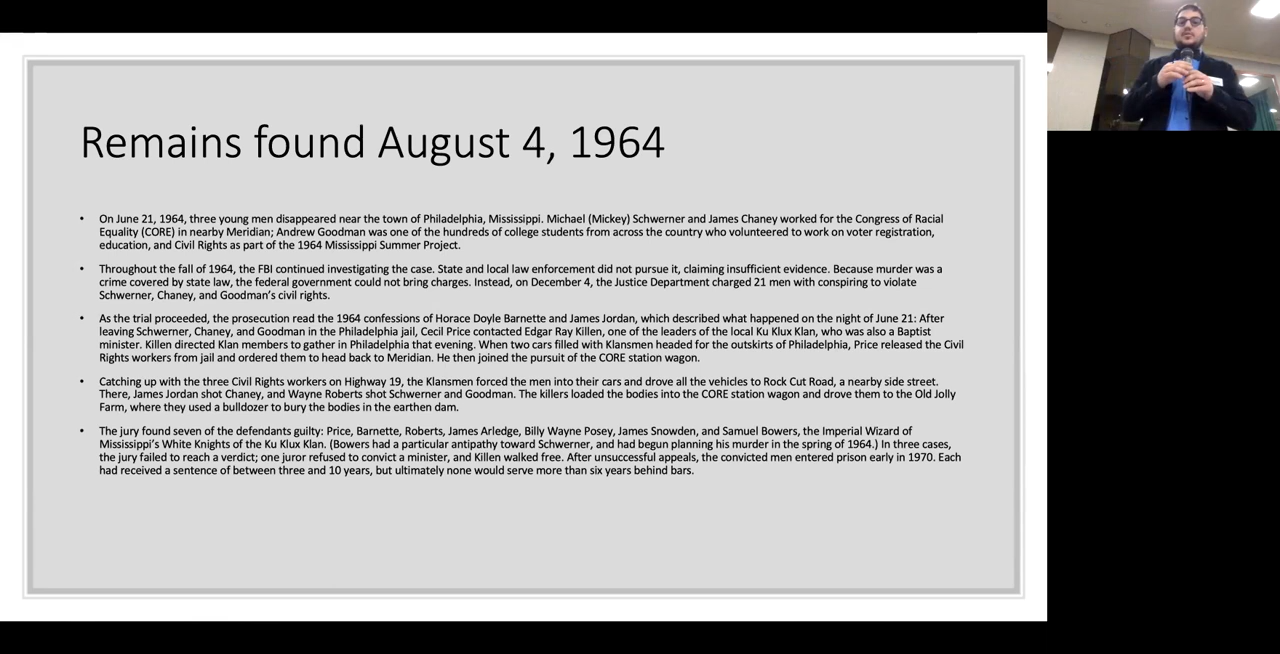 Remains found August 4, 1964
• On June 21, 1964, three young men disappeared near the town of Philadelphia, Mississippi. Michael (Mickey) Schwerner and James Chaney worked for the Congress of Racial
Equality (CORE) in nearby Meridian; Andrew Goodman was one of the hundreds of college students from across the country who volunteered to work on voter registration,
education, and Civil Rights as part of the 1964 Mississippi Summer Project.
• Throughout the fall of 1964, the FBI continued investigating the case. State and local law enforcement did not pursue it, claiming insufficient evidence. Because murder was a
crime covered by state law, the federal government could not bring charges. Instead, on December 4, the Justice Department charged 21 men with conspiring to violate
Schwerner, Chaney, and Goodman's civil rights.
• As the trial proceeded, the prosecution read the 1964 confessions of Horace Doyle Barnette and James Jordan, which described what happened on the night of June 21: After
leaving Schwerner, Chaney, and Goodman in the Philadelphia jail, Cecil Price contacted Edgar Ray Killen, one of the leaders of the local Ku Klux Klan, who was also a Baptist
minister. Killen directed Klan members to gather in Philadelphia that evening. When two cars filled with Klansmen headed for the outskirts of Philadelphia, Price released the Civil
Rights workers from jail and ordered them to head back to Meridian. He then joined the pursuit of the CORE station wagon.
• Catching up with the three Civil Rights workers on Highway 19, the Klansmen forced the men into their cars and drove all the vehicles to Rock Cut Road, a nearby side street.
There, James Jordan shot Chaney, and Wayne Roberts shot Schwerner and Goodman. The killers loaded the bodies into the CORE station wagon and drove them to the Old Jolly
Farm, where they used a bulldozer to bury the bodies in the earthen dam.
• The jury found seven of the defendants guilty: Price, Barnette, Roberts, James Arledge, Billy Wayne Posey, James Snowden, and Samuel Bowers, the Imperial Wizard of
Mississippi's White Knights of the Ku Klux Klan. (Bowers had a particular antipathy toward Schwerner, and had begun planning his murder in the spring of 1964.) In three cases,
the jury failed to reach a verdict; one juror refused to convict a minister, and Killen walked free. After unsuccessful appeals, the convicted men entered prison early in 1970. Each
had received a sentence of between three and 10 years, but ultimately none would serve more than six years behind bars.